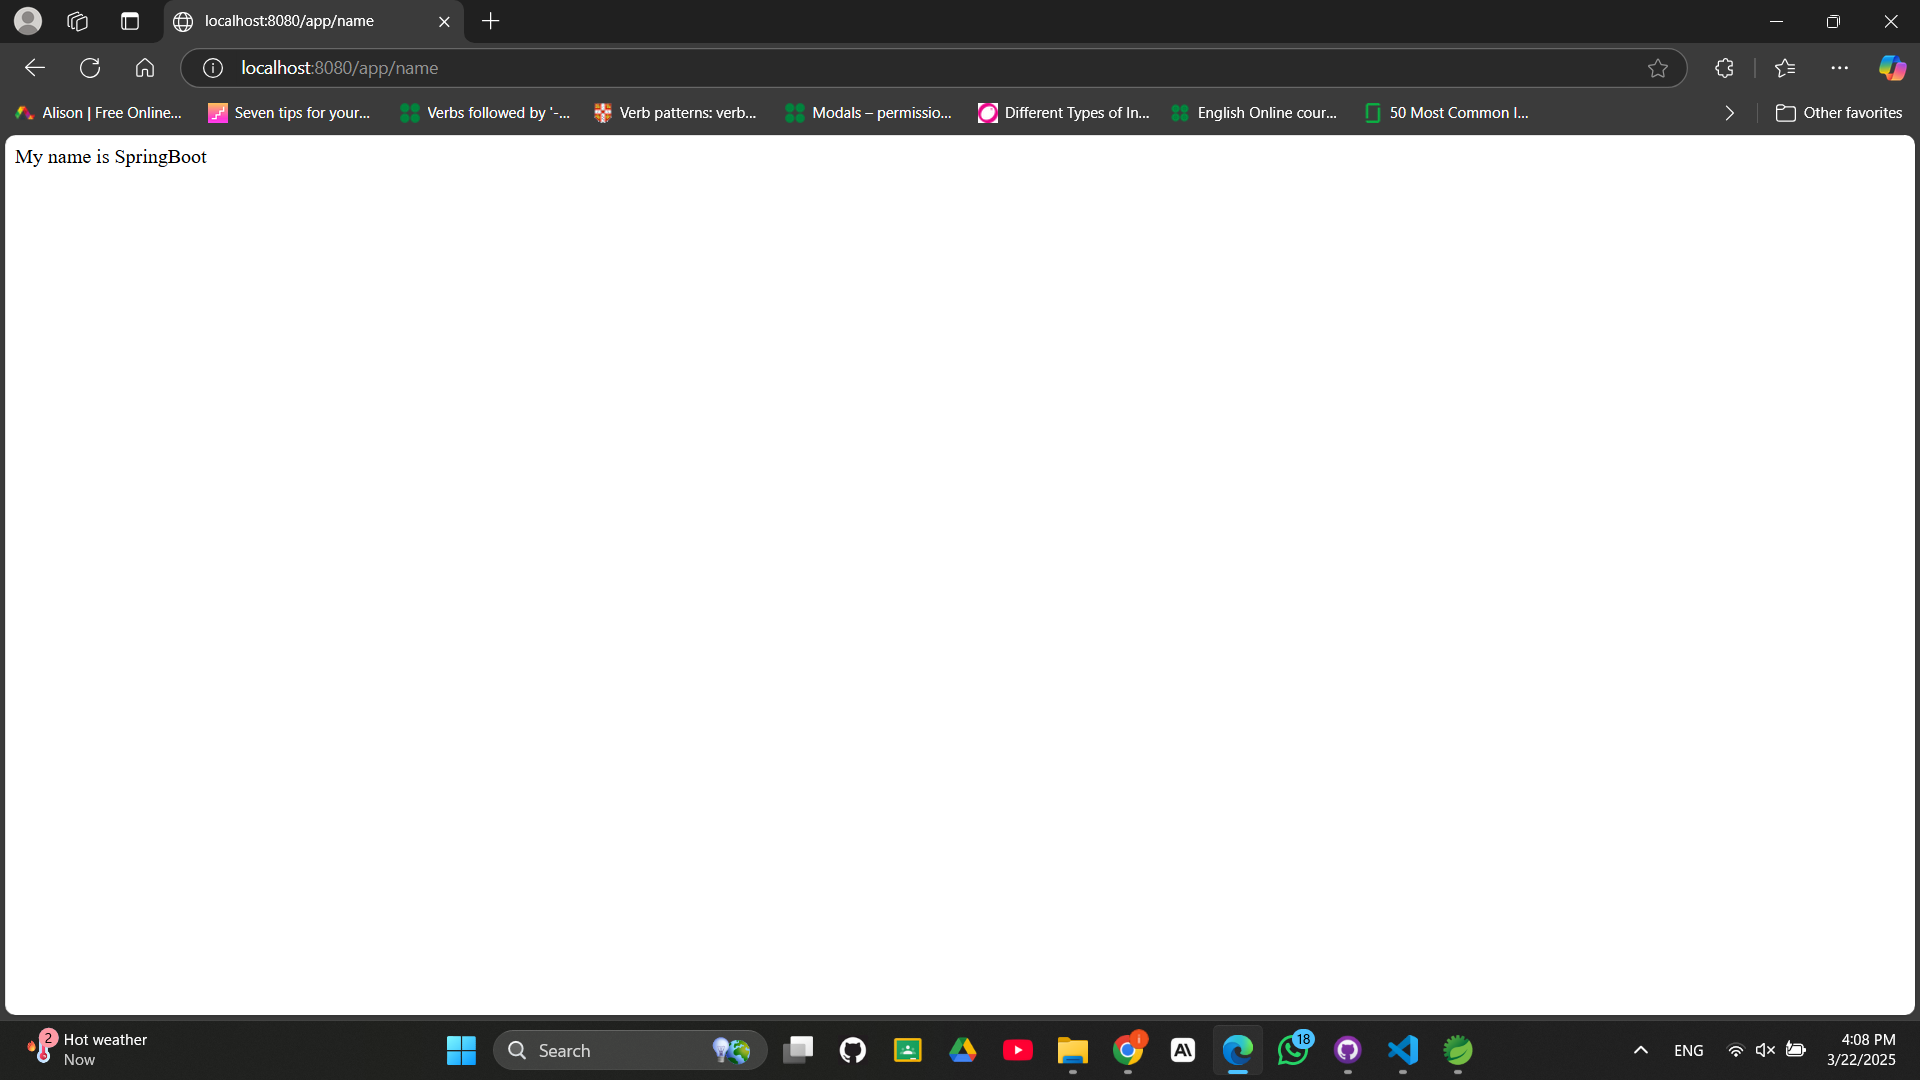 localhost:8080/app/name
localhost:8080/app/name
Alison | Free Online...
Seven tips for your...
Verbs followed by '-...
Verb patterns: verb...
Modals – permissio...
Different Types of In...
English Online cour...
50 Most Common I...
Other favorites
My name is SpringBoot
2
Hot weather
Now
Search
18
ENG
4:08 PM
3/22/2025